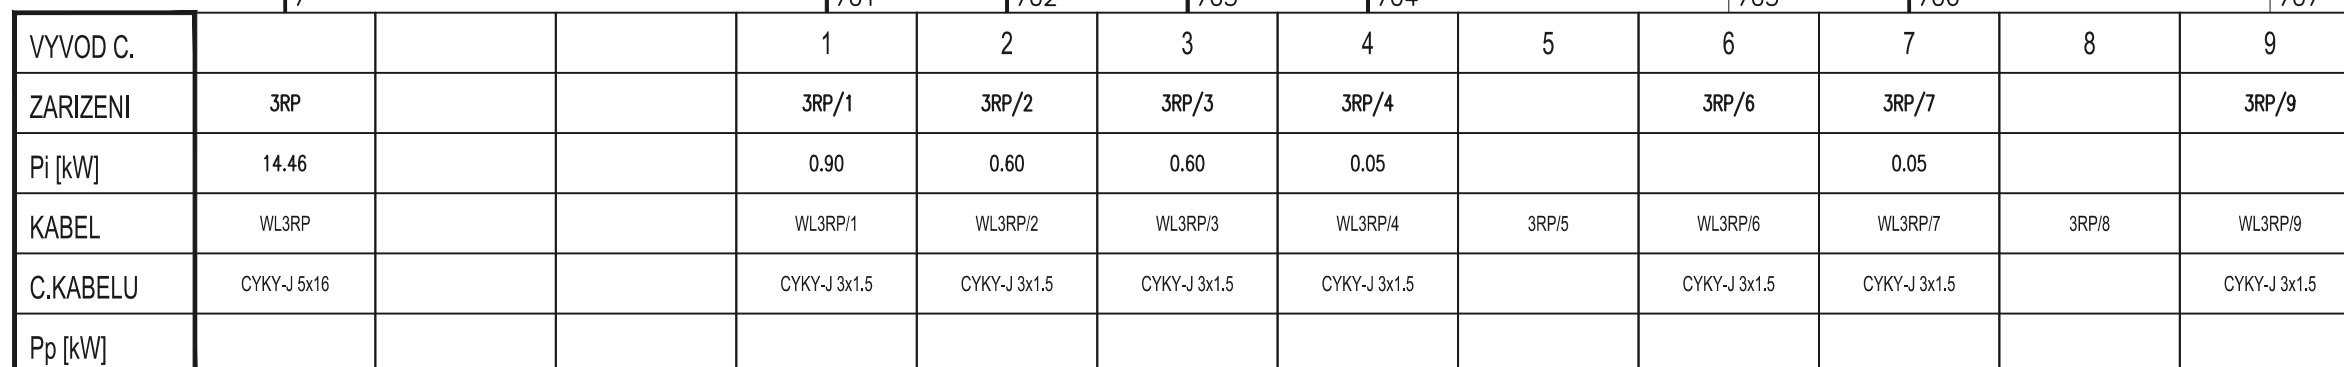 VYVOD C. 1 2 3 4 5 6 7 8 9
ZARIZENI 3RP 3RP/1 3RP/2 3RP/3 3RP/4 3RP/6 3RP/7 3RP/9
Pi [kW] 14.46 0.90 0.60 0.60 0.05 0.05
KABEL WL3RP WL3RP/1 WL3RP/2 WL3RP/3 WL3RP/4 3RP/5 WL3RP/6 WL3RP/7 3RP/8 WL3RP/9
C.KABELU CYKY-J 5x16 CYKY-J 3x1.5 CYKY-J 3x1.5 CYKY-J 3x1.5 CYKY-J 3x1.5 CYKY-J 3x1.5 CYKY-J 3x1.5 CYKY-J 3x1.5
Pp [kW]